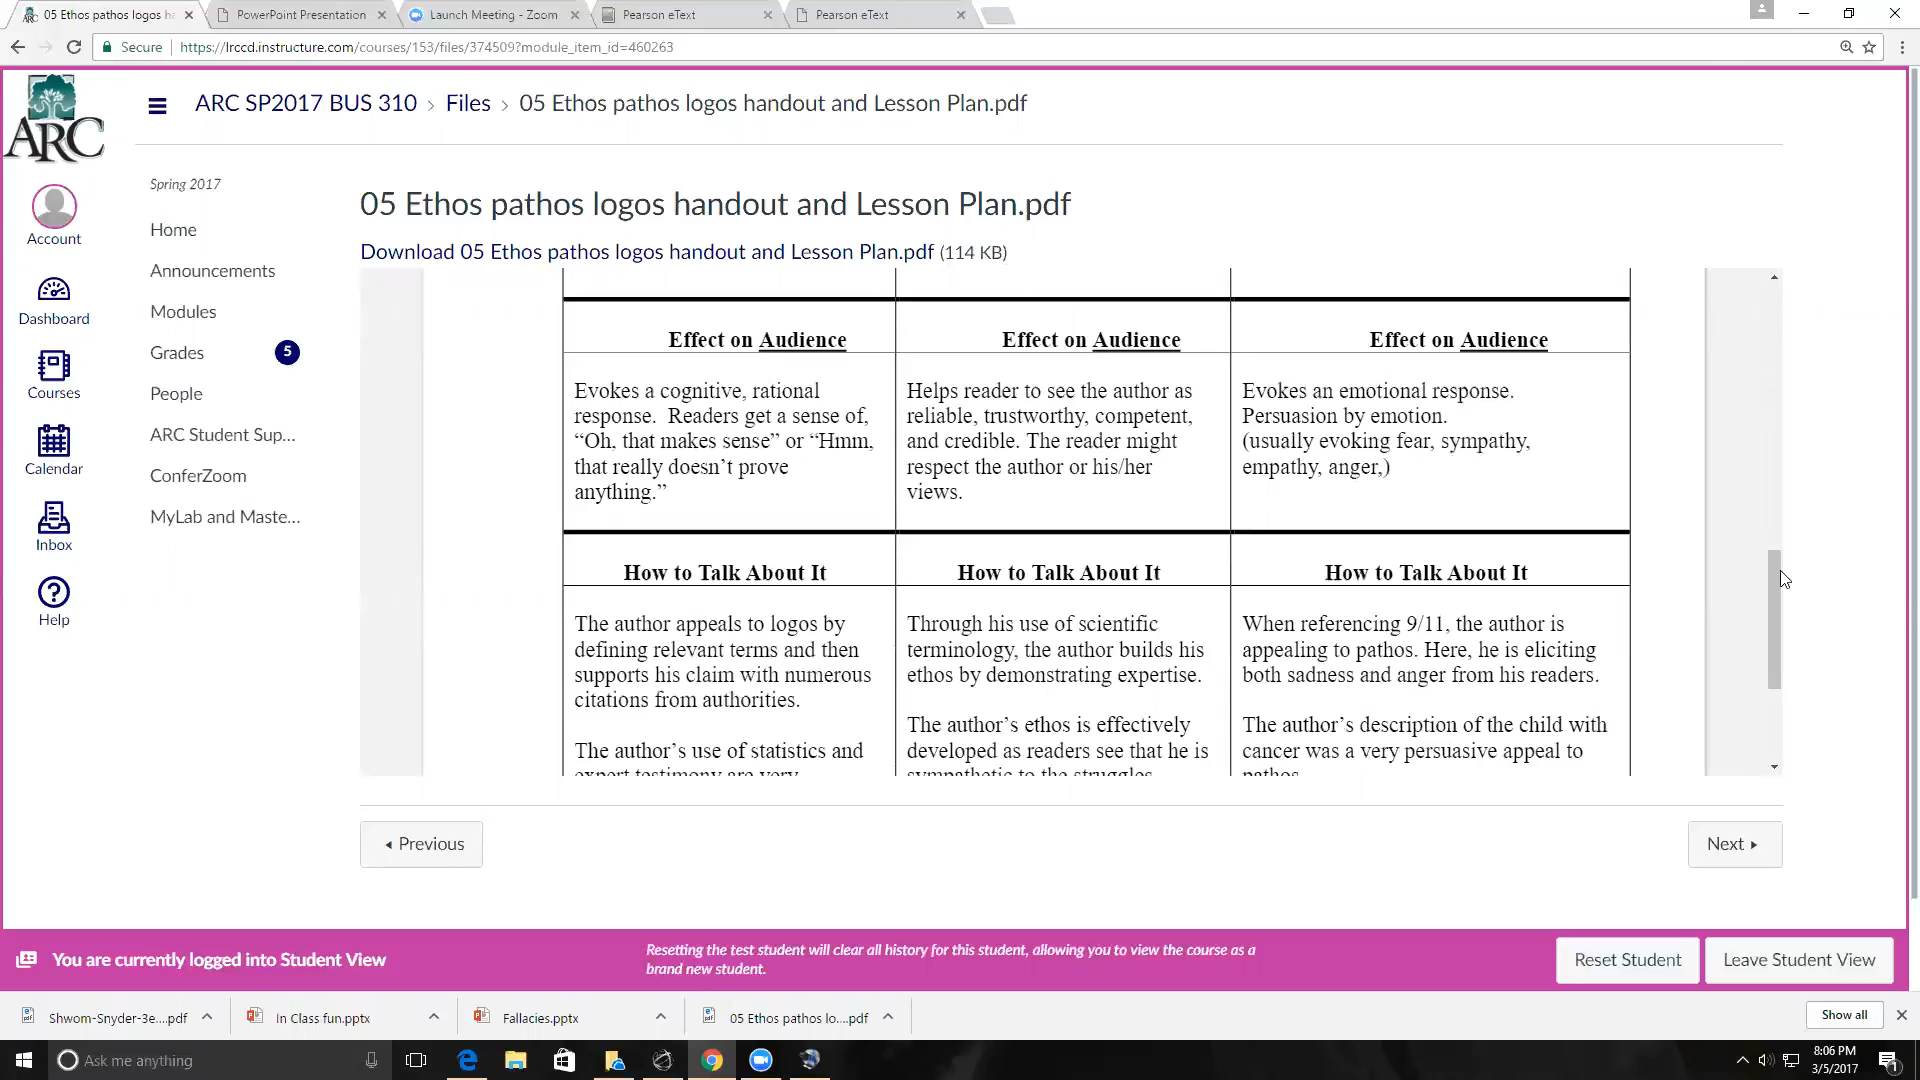 05 Ethos pathos logos ha
PowerPoint Presentation
Launch Meeting - Zoom
Pearson eText
Pearson eText
Secure
https://lrccd.instructure.com/courses/153/files/374509?module_item_id=460263
ARC
ARC SP2017 BUS 310 › Files › 05 Ethos pathos logos handout and Lesson Plan.pdf
Account
Dashboard
Courses
Calendar
Inbox
Help
Spring 2017
Home
Announcements
Modules
Grades
5
People
ARC Student Sup...
ConferZoom
MyLab and Maste...
05 Ethos pathos logos handout and Lesson Plan.pdf
Download 05 Ethos pathos logos handout and Lesson Plan.pdf (114 KB)
Effect on Audience
Evokes a cognitive, rational
response. Readers get a sense of,
“Oh, that makes sense” or “Hmm,
that really doesn’t prove
anything.”
Effect on Audience
Helps reader to see the author as
reliable, trustworthy, competent,
and credible. The reader might
respect the author or his/her
views.
Effect on Audience
Evokes an emotional response.
Persuasion by emotion.
(usually evoking fear, sympathy,
empathy, anger,)
How to Talk About It
The author appeals to logos by
defining relevant terms and then
supports his claim with numerous
citations from authorities.
The author’s use of statistics and
expert testimony are very
How to Talk About It
Through his use of scientific
terminology, the author builds his
ethos by demonstrating expertise.
The author’s ethos is effectively
developed as readers see that he is
sympathetic to the struggles
How to Talk About It
When referencing 9/11, the author is
appealing to pathos. Here, he is eliciting
both sadness and anger from his readers.
The author’s description of the child with
cancer was a very persuasive appeal to
pathos.
Previous
Next
You are currently logged into Student View
Resetting the test student will clear all history for this student, allowing you to view the course as a
brand new student.
Reset Student
Leave Student View
Shwom-Snyder-3e....pdf
In Class fun.pptx
Fallacies.pptx
05 Ethos pathos lo....pdf
Show all
Ask me anything
8:06 PM
3/5/2017
1